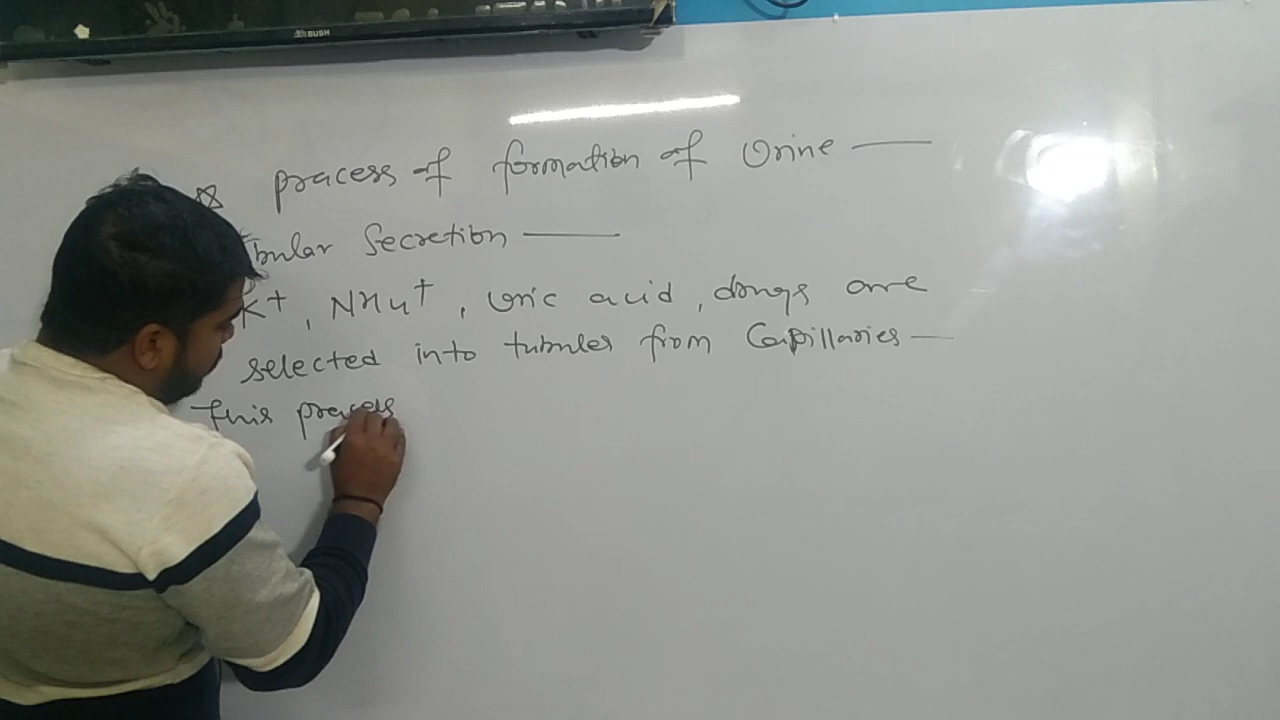 BUSH
☆ process of formation of Urine —
bular Secretion —
K+, NH4+, Uric acid, drugs are
selected into tubules from Capillaries —
This process